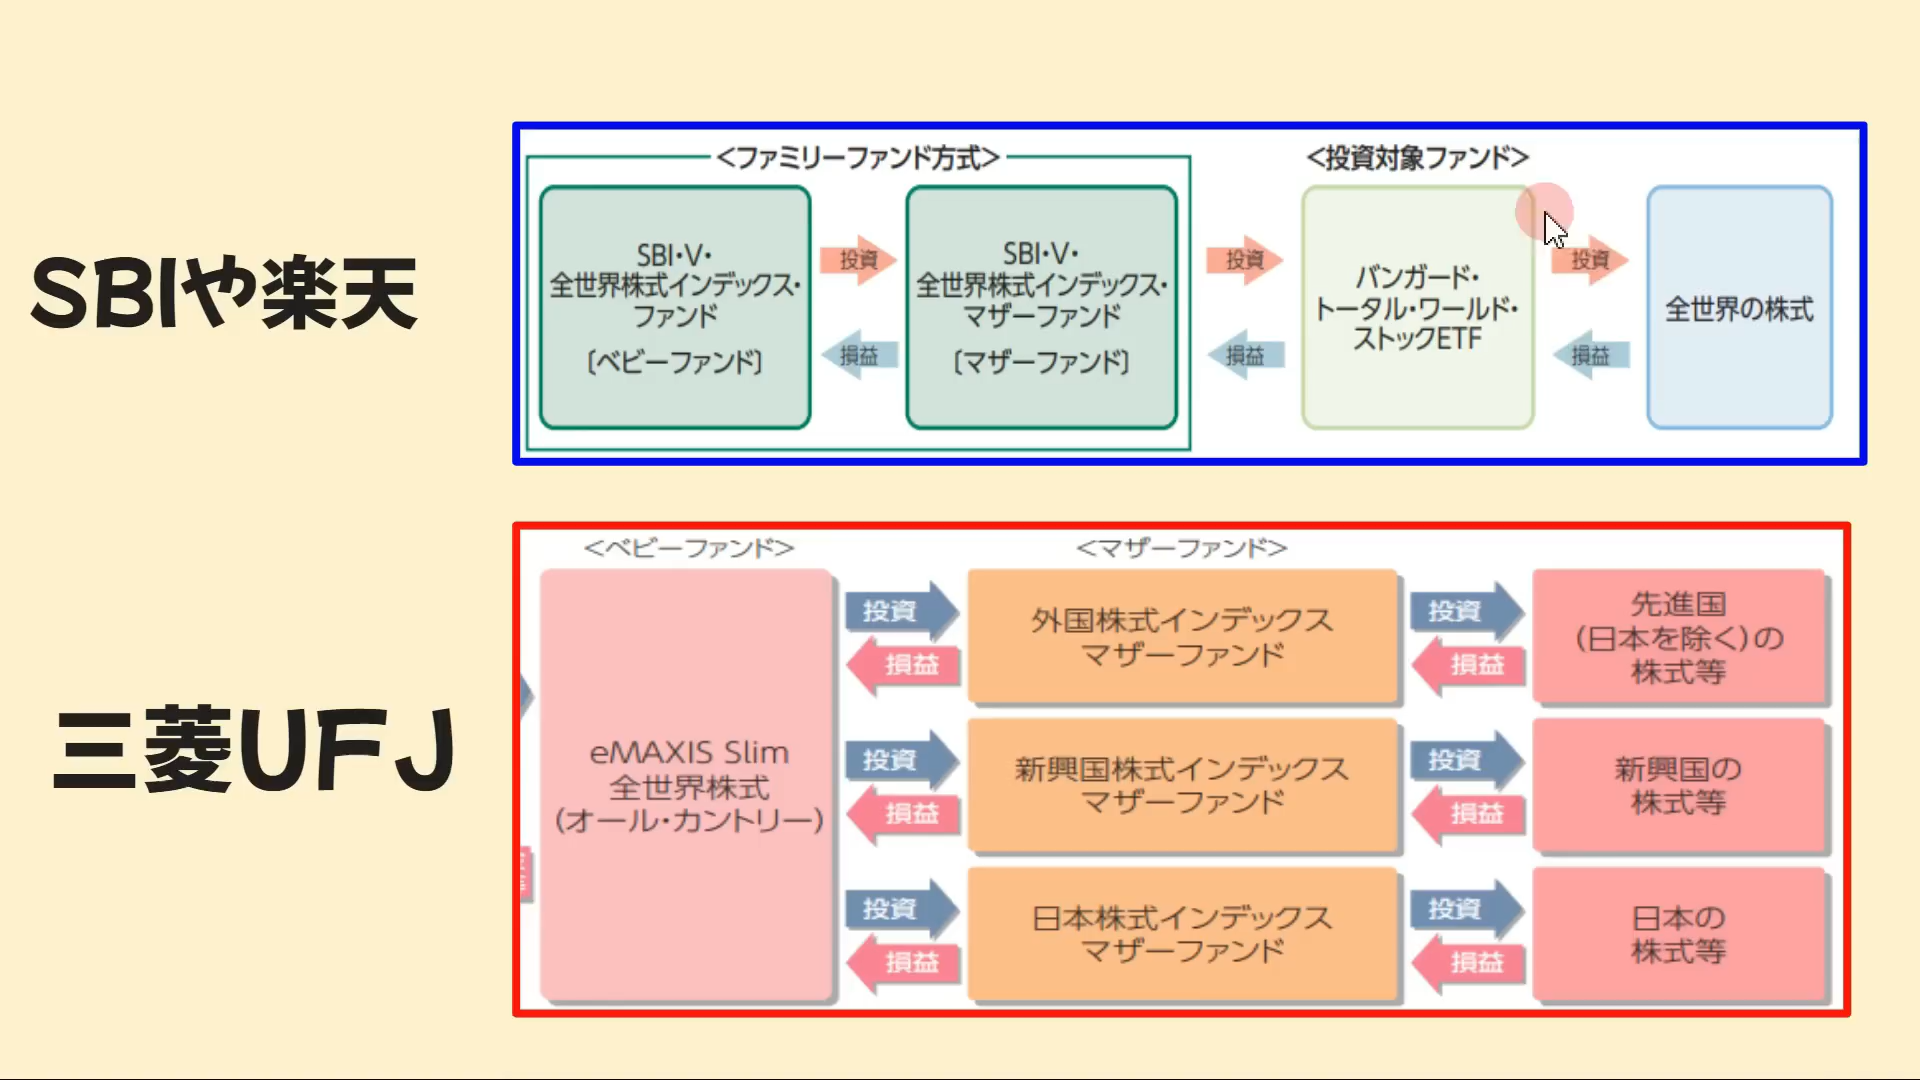 SBIや楽天
<ファミリーファンド方式>
<投資対象ファンド>
SBI・V・
全世界株式インデックス・
ファンド
〔ベビーファンド〕
投資
損益
SBI・V・
全世界株式インデックス・
マザーファンド
〔マザーファンド〕
投資
損益
バンガード・
トータル・ワールド・
ストックETF
投資
損益
全世界の株式
三菱UFJ
<ベビーファンド>
<マザーファンド>
eMAXIS Slim
全世界株式
(オール・カントリー)
投資
損益
外国株式インデックス
マザーファンド
投資
損益
先進国
(日本を除く)の
株式等
投資
損益
新興国株式インデックス
マザーファンド
投資
損益
新興国の
株式等
投資
損益
日本株式インデックス
マザーファンド
投資
損益
日本の
株式等